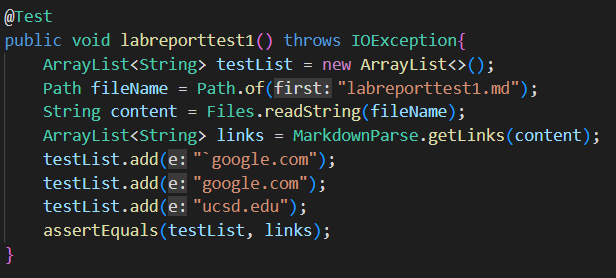 @Test
public void labreporttest1() throws IOException{
    ArrayList<String> testList = new ArrayList<>();
    Path fileName = Path.of(first: "labreporttest1.md");
    String content = Files.readString(fileName);
    ArrayList<String> links = MarkdownParse.getLinks(content);
    testList.add(e: "`google.com");
    testList.add(e: "google.com");
    testList.add(e: "ucsd.edu");
    assertEquals(testList, links);
}